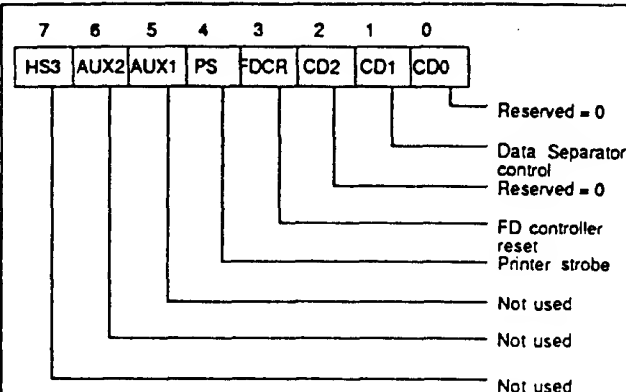 7 6 5 4 3 2 1 0
HS3 AUX2 AUX1 PS FDCR CD2 CD1 CD0
Reserved = 0
Data Separator
control
Reserved = 0
FD controller
reset
Printer strobe
Not used
Not used
Not used